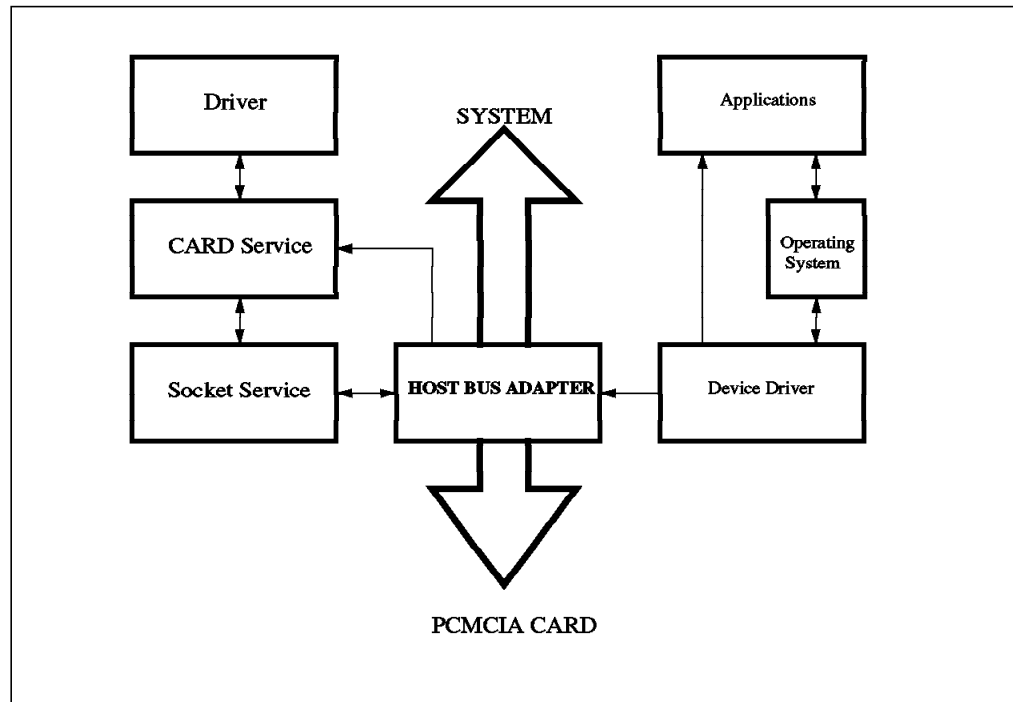 Driver
Applications
SYSTEM
CARD Service
Operating
System
Socket Service
HOST BUS ADAPTER
Device Driver
PCMCIA CARD